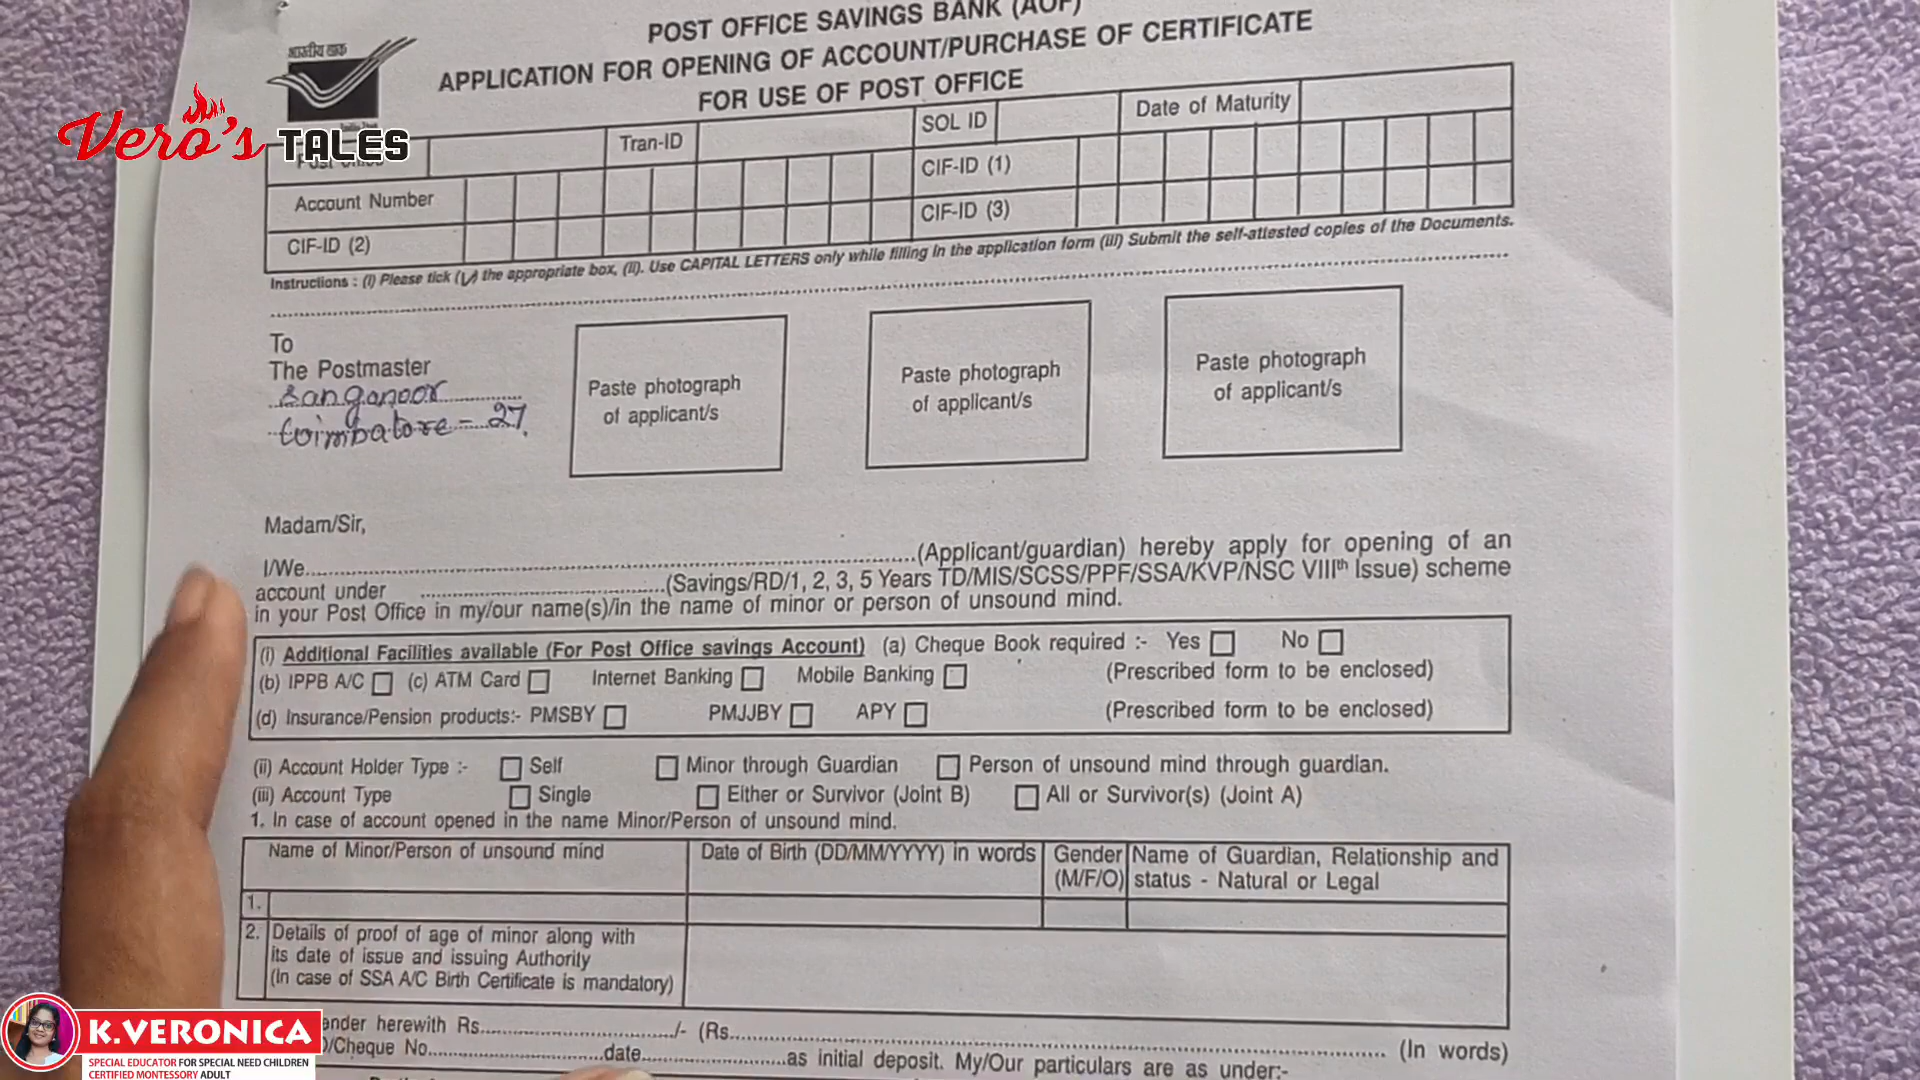 POST OFFICE SAVINGS BANK (AOF)
APPLICATION FOR OPENING OF ACCOUNT/PURCHASE OF CERTIFICATE
FOR USE OF POST OFFICE
भारतीय डाक
Vero's TALES
Tran-ID
SOL ID
Date of Maturity
Account Number
CIF-ID (1)
CIF-ID (2)
CIF-ID (3)
Instructions : (i) Please tick (✓) the appropriate box, (ii). Use CAPITAL LETTERS only while filling in the application form (iii) Submit the self-attested copies of the Documents.
To
The Postmaster
Sanganoor
Coimbatore - 27.
Paste photograph
of applicant/s
Paste photograph
of applicant/s
Paste photograph
of applicant/s
Madam/Sir,
I/We..........(Applicant/guardian) hereby apply for opening of an
account under ..........(Savings/RD/1, 2, 3, 5 Years TD/MIS/SCSS/PPF/SSA/KVP/NSC VIIIth Issue) scheme
in your Post Office in my/our name(s)/in the name of minor or person of unsound mind.
(i) Additional Facilities available (For Post Office savings Account) (a) Cheque Book required :- Yes No
(b) IPPB A/C (c) ATM Card Internet Banking Mobile Banking (Prescribed form to be enclosed)
(d) Insurance/Pension products:- PMSBY PMJJBY APY (Prescribed form to be enclosed)
(ii) Account Holder Type :- Self Minor through Guardian Person of unsound mind through guardian.
(iii) Account Type Single Either or Survivor (Joint B) All or Survivor(s) (Joint A)
1. In case of account opened in the name Minor/Person of unsound mind.
Name of Minor/Person of unsound mind
Date of Birth (DD/MM/YYYY) in words
Gender
(M/F/O)
Name of Guardian, Relationship and
status - Natural or Legal
1.
2. Details of proof of age of minor along with
its date of issue and issuing Authority
(In case of SSA A/C Birth Certificate is mandatory)
ender herewith Rs........../- (Rs.......... (In words)
/Cheque No..........date..........as initial deposit. My/Our particulars are as under:-
K.VERONICA
SPECIAL EDUCATOR FOR SPECIAL NEED CHILDREN
CERTIFIED MONTESSORY ADULT